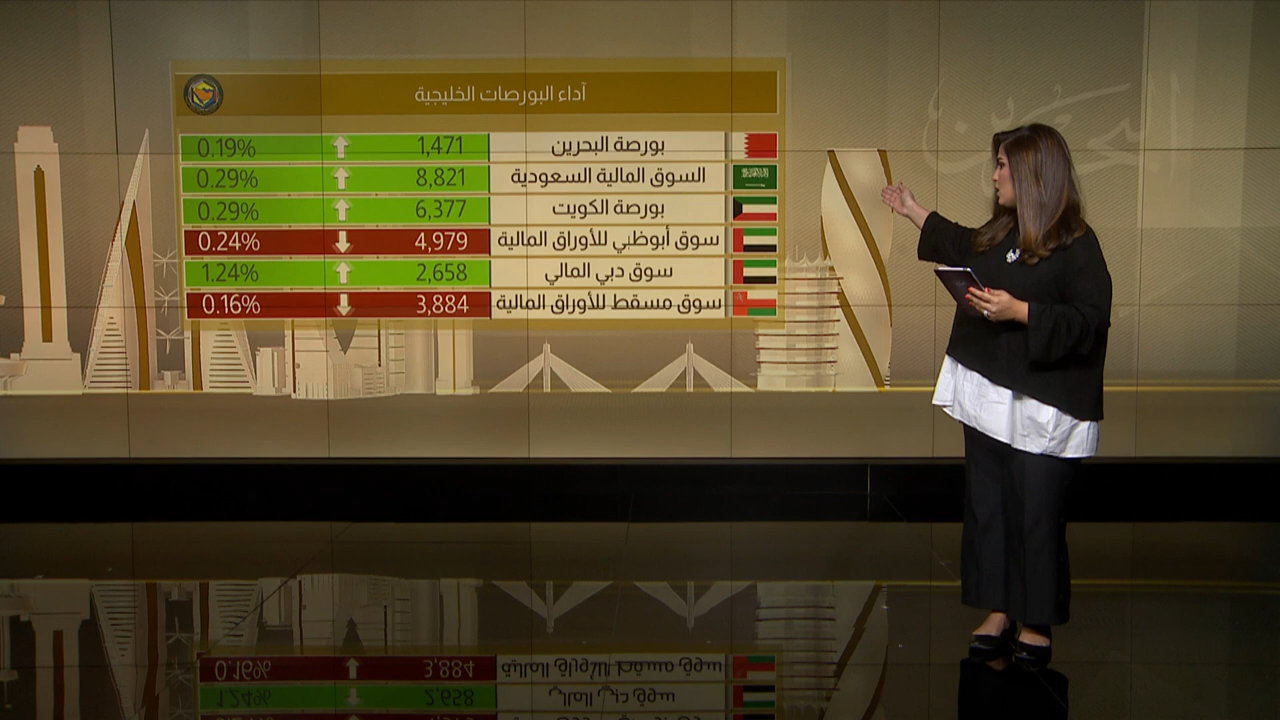 آداء البورصات الخليجية
بورصة البحرين 1,471 0.19%
السوق المالية السعودية 8,821 0.29%
بورصة الكويت 6,377 0.29%
سوق أبوظبي للأوراق المالية 4,979 0.24%
سوق دبي المالي 2,658 1.24%
سوق مسقط للأوراق المالية 3,884 0.16%
البحرين